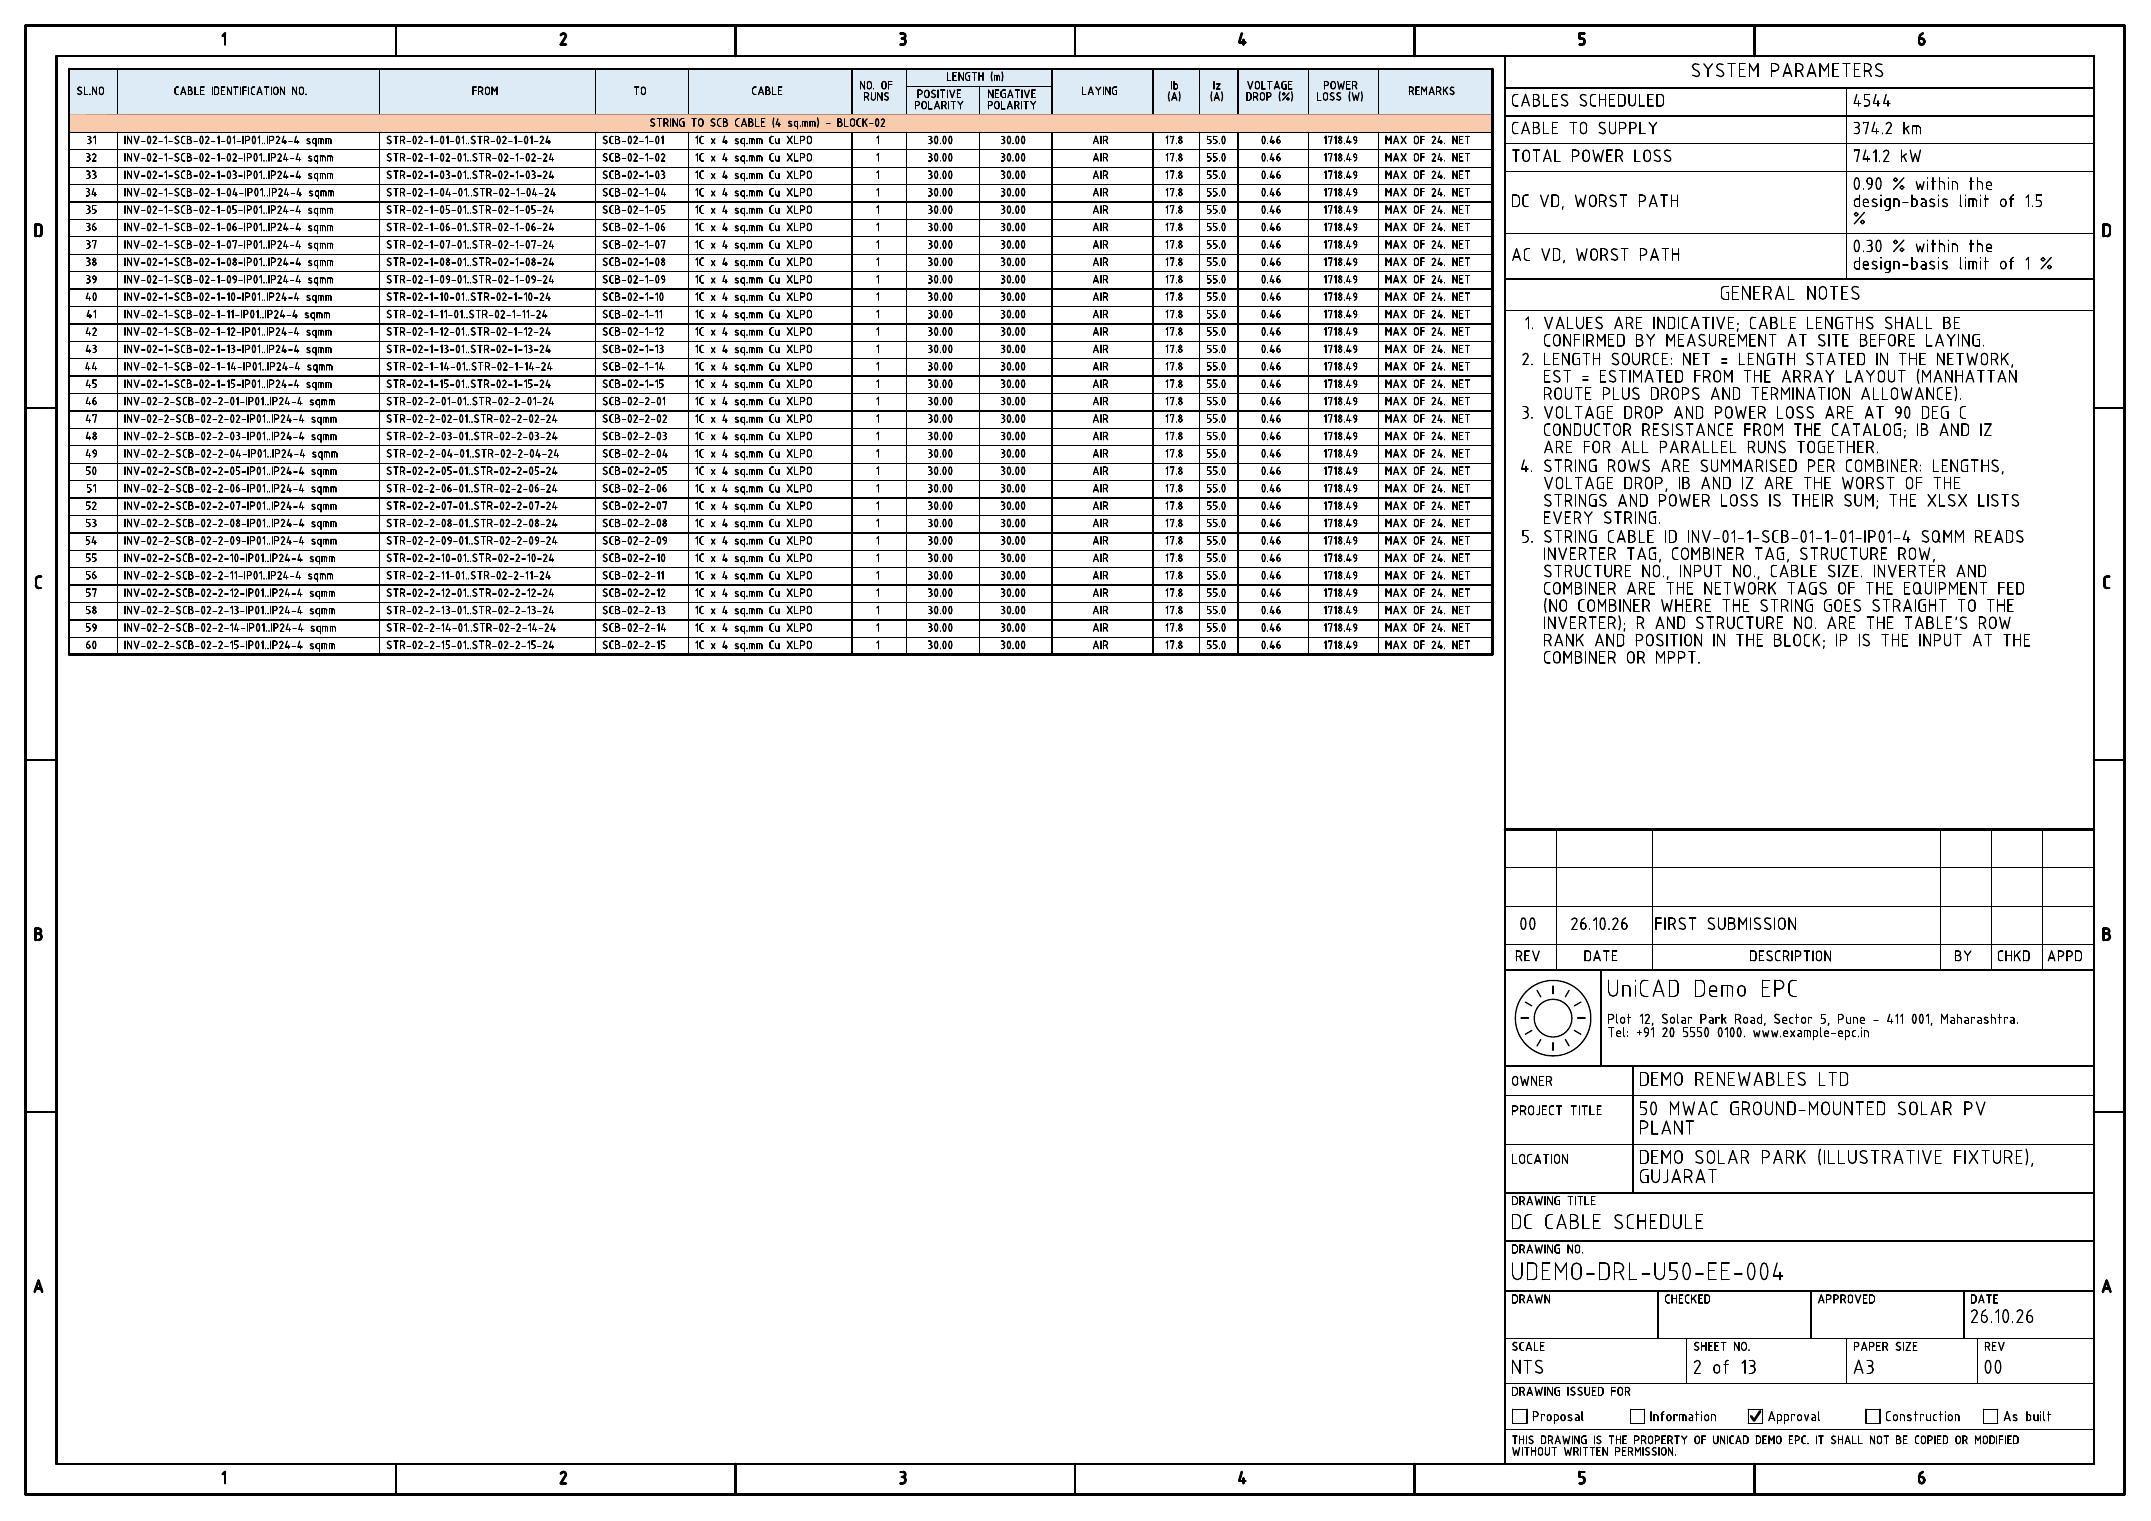 1 2 3 4 5 6
SL.NO CABLE IDENTIFICATION NO. FROM TO CABLE NO. OF RUNS LENGTH (m) POSITIVE POLARITY NEGATIVE POLARITY LAYING Ib (A) Iz (A) VOLTAGE DROP (%) POWER LOSS (W) REMARKS
STRING TO SCB CABLE (4 sq.mm) - BLOCK-02
31 INV-02-1-SCB-02-1-01-IP01..IP24-4 sqmm STR-02-1-01-01..STR-02-1-01-24 SCB-02-1-01 1C x 4 sq.mm Cu XLPO 1 30.00 30.00 AIR 17.8 55.0 0.46 1718.49 MAX OF 24. NET
32 INV-02-1-SCB-02-1-02-IP01..IP24-4 sqmm STR-02-1-02-01..STR-02-1-02-24 SCB-02-1-02 1C x 4 sq.mm Cu XLPO 1 30.00 30.00 AIR 17.8 55.0 0.46 1718.49 MAX OF 24. NET
33 INV-02-1-SCB-02-1-03-IP01..IP24-4 sqmm STR-02-1-03-01..STR-02-1-03-24 SCB-02-1-03 1C x 4 sq.mm Cu XLPO 1 30.00 30.00 AIR 17.8 55.0 0.46 1718.49 MAX OF 24. NET
34 INV-02-1-SCB-02-1-04-IP01..IP24-4 sqmm STR-02-1-04-01..STR-02-1-04-24 SCB-02-1-04 1C x 4 sq.mm Cu XLPO 1 30.00 30.00 AIR 17.8 55.0 0.46 1718.49 MAX OF 24. NET
35 INV-02-1-SCB-02-1-05-IP01..IP24-4 sqmm STR-02-1-05-01..STR-02-1-05-24 SCB-02-1-05 1C x 4 sq.mm Cu XLPO 1 30.00 30.00 AIR 17.8 55.0 0.46 1718.49 MAX OF 24. NET
36 INV-02-1-SCB-02-1-06-IP01..IP24-4 sqmm STR-02-1-06-01..STR-02-1-06-24 SCB-02-1-06 1C x 4 sq.mm Cu XLPO 1 30.00 30.00 AIR 17.8 55.0 0.46 1718.49 MAX OF 24. NET
37 INV-02-1-SCB-02-1-07-IP01..IP24-4 sqmm STR-02-1-07-01..STR-02-1-07-24 SCB-02-1-07 1C x 4 sq.mm Cu XLPO 1 30.00 30.00 AIR 17.8 55.0 0.46 1718.49 MAX OF 24. NET
38 INV-02-1-SCB-02-1-08-IP01..IP24-4 sqmm STR-02-1-08-01..STR-02-1-08-24 SCB-02-1-08 1C x 4 sq.mm Cu XLPO 1 30.00 30.00 AIR 17.8 55.0 0.46 1718.49 MAX OF 24. NET
39 INV-02-1-SCB-02-1-09-IP01..IP24-4 sqmm STR-02-1-09-01..STR-02-1-09-24 SCB-02-1-09 1C x 4 sq.mm Cu XLPO 1 30.00 30.00 AIR 17.8 55.0 0.46 1718.49 MAX OF 24. NET
40 INV-02-1-SCB-02-1-10-IP01..IP24-4 sqmm STR-02-1-10-01..STR-02-1-10-24 SCB-02-1-10 1C x 4 sq.mm Cu XLPO 1 30.00 30.00 AIR 17.8 55.0 0.46 1718.49 MAX OF 24. NET
41 INV-02-1-SCB-02-1-11-IP01..IP24-4 sqmm STR-02-1-11-01..STR-02-1-11-24 SCB-02-1-11 1C x 4 sq.mm Cu XLPO 1 30.00 30.00 AIR 17.8 55.0 0.46 1718.49 MAX OF 24. NET
42 INV-02-1-SCB-02-1-12-IP01..IP24-4 sqmm STR-02-1-12-01..STR-02-1-12-24 SCB-02-1-12 1C x 4 sq.mm Cu XLPO 1 30.00 30.00 AIR 17.8 55.0 0.46 1718.49 MAX OF 24. NET
43 INV-02-1-SCB-02-1-13-IP01..IP24-4 sqmm STR-02-1-13-01..STR-02-1-13-24 SCB-02-1-13 1C x 4 sq.mm Cu XLPO 1 30.00 30.00 AIR 17.8 55.0 0.46 1718.49 MAX OF 24. NET
44 INV-02-1-SCB-02-1-14-IP01..IP24-4 sqmm STR-02-1-14-01..STR-02-1-14-24 SCB-02-1-14 1C x 4 sq.mm Cu XLPO 1 30.00 30.00 AIR 17.8 55.0 0.46 1718.49 MAX OF 24. NET
45 INV-02-1-SCB-02-1-15-IP01..IP24-4 sqmm STR-02-1-15-01..STR-02-1-15-24 SCB-02-1-15 1C x 4 sq.mm Cu XLPO 1 30.00 30.00 AIR 17.8 55.0 0.46 1718.49 MAX OF 24. NET
46 INV-02-2-SCB-02-2-01-IP01..IP24-4 sqmm STR-02-2-01-01..STR-02-2-01-24 SCB-02-2-01 1C x 4 sq.mm Cu XLPO 1 30.00 30.00 AIR 17.8 55.0 0.46 1718.49 MAX OF 24. NET
47 INV-02-2-SCB-02-2-02-IP01..IP24-4 sqmm STR-02-2-02-01..STR-02-2-02-24 SCB-02-2-02 1C x 4 sq.mm Cu XLPO 1 30.00 30.00 AIR 17.8 55.0 0.46 1718.49 MAX OF 24. NET
48 INV-02-2-SCB-02-2-03-IP01..IP24-4 sqmm STR-02-2-03-01..STR-02-2-03-24 SCB-02-2-03 1C x 4 sq.mm Cu XLPO 1 30.00 30.00 AIR 17.8 55.0 0.46 1718.49 MAX OF 24. NET
49 INV-02-2-SCB-02-2-04-IP01..IP24-4 sqmm STR-02-2-04-01..STR-02-2-04-24 SCB-02-2-04 1C x 4 sq.mm Cu XLPO 1 30.00 30.00 AIR 17.8 55.0 0.46 1718.49 MAX OF 24. NET
50 INV-02-2-SCB-02-2-05-IP01..IP24-4 sqmm STR-02-2-05-01..STR-02-2-05-24 SCB-02-2-05 1C x 4 sq.mm Cu XLPO 1 30.00 30.00 AIR 17.8 55.0 0.46 1718.49 MAX OF 24. NET
51 INV-02-2-SCB-02-2-06-IP01..IP24-4 sqmm STR-02-2-06-01..STR-02-2-06-24 SCB-02-2-06 1C x 4 sq.mm Cu XLPO 1 30.00 30.00 AIR 17.8 55.0 0.46 1718.49 MAX OF 24. NET
52 INV-02-2-SCB-02-2-07-IP01..IP24-4 sqmm STR-02-2-07-01..STR-02-2-07-24 SCB-02-2-07 1C x 4 sq.mm Cu XLPO 1 30.00 30.00 AIR 17.8 55.0 0.46 1718.49 MAX OF 24. NET
53 INV-02-2-SCB-02-2-08-IP01..IP24-4 sqmm STR-02-2-08-01..STR-02-2-08-24 SCB-02-2-08 1C x 4 sq.mm Cu XLPO 1 30.00 30.00 AIR 17.8 55.0 0.46 1718.49 MAX OF 24. NET
54 INV-02-2-SCB-02-2-09-IP01..IP24-4 sqmm STR-02-2-09-01..STR-02-2-09-24 SCB-02-2-09 1C x 4 sq.mm Cu XLPO 1 30.00 30.00 AIR 17.8 55.0 0.46 1718.49 MAX OF 24. NET
55 INV-02-2-SCB-02-2-10-IP01..IP24-4 sqmm STR-02-2-10-01..STR-02-2-10-24 SCB-02-2-10 1C x 4 sq.mm Cu XLPO 1 30.00 30.00 AIR 17.8 55.0 0.46 1718.49 MAX OF 24. NET
56 INV-02-2-SCB-02-2-11-IP01..IP24-4 sqmm STR-02-2-11-01..STR-02-2-11-24 SCB-02-2-11 1C x 4 sq.mm Cu XLPO 1 30.00 30.00 AIR 17.8 55.0 0.46 1718.49 MAX OF 24. NET
57 INV-02-2-SCB-02-2-12-IP01..IP24-4 sqmm STR-02-2-12-01..STR-02-2-12-24 SCB-02-2-12 1C x 4 sq.mm Cu XLPO 1 30.00 30.00 AIR 17.8 55.0 0.46 1718.49 MAX OF 24. NET
58 INV-02-2-SCB-02-2-13-IP01..IP24-4 sqmm STR-02-2-13-01..STR-02-2-13-24 SCB-02-2-13 1C x 4 sq.mm Cu XLPO 1 30.00 30.00 AIR 17.8 55.0 0.46 1718.49 MAX OF 24. NET
59 INV-02-2-SCB-02-2-14-IP01..IP24-4 sqmm STR-02-2-14-01..STR-02-2-14-24 SCB-02-2-14 1C x 4 sq.mm Cu XLPO 1 30.00 30.00 AIR 17.8 55.0 0.46 1718.49 MAX OF 24. NET
60 INV-02-2-SCB-02-2-15-IP01..IP24-4 sqmm STR-02-2-15-01..STR-02-2-15-24 SCB-02-2-15 1C x 4 sq.mm Cu XLPO 1 30.00 30.00 AIR 17.8 55.0 0.46 1718.49 MAX OF 24. NET
SYSTEM PARAMETERS
CABLES SCHEDULED 4544
CABLE TO SUPPLY 374.2 km
TOTAL POWER LOSS 741.2 kW
DC VD, WORST PATH 0.90 % within the
design-basis limit of 1.5
%
AC VD, WORST PATH 0.30 % within the
design-basis limit of 1 %
GENERAL NOTES
1. VALUES ARE INDICATIVE; CABLE LENGTHS SHALL BE
CONFIRMED BY MEASUREMENT AT SITE BEFORE LAYING.
2. LENGTH SOURCE: NET = LENGTH STATED IN THE NETWORK,
EST = ESTIMATED FROM THE ARRAY LAYOUT (MANHATTAN
ROUTE PLUS DROPS AND TERMINATION ALLOWANCE).
3. VOLTAGE DROP AND POWER LOSS ARE AT 90 DEG C
CONDUCTOR RESISTANCE FROM THE CATALOG; IB AND IZ
ARE FOR ALL PARALLEL RUNS TOGETHER.
4. STRING ROWS ARE SUMMARISED PER COMBINER: LENGTHS,
VOLTAGE DROP, IB AND IZ ARE THE WORST OF THE
STRINGS AND POWER LOSS IS THEIR SUM; THE XLSX LISTS
EVERY STRING.
5. STRING CABLE ID INV-01-1-SCB-01-1-01-IP01-4 SQMM READS
INVERTER TAG, COMBINER TAG, STRUCTURE ROW,
STRUCTURE NO., INPUT NO., CABLE SIZE. INVERTER AND
COMBINER ARE THE NETWORK TAGS OF THE EQUIPMENT FED
(NO COMBINER WHERE THE STRING GOES STRAIGHT TO THE
INVERTER); R AND STRUCTURE NO. ARE THE TABLE'S ROW
RANK AND POSITION IN THE BLOCK; IP IS THE INPUT AT THE
COMBINER OR MPPT.
00 26.10.26 FIRST SUBMISSION
REV DATE DESCRIPTION BY CHKD APPD
UniCAD Demo EPC
Plot 12, Solar Park Road, Sector 5, Pune - 411 001, Maharashtra.
Tel: +91 20 5550 0100. www.example-epc.in
OWNER DEMO RENEWABLES LTD
PROJECT TITLE 50 MWAC GROUND-MOUNTED SOLAR PV
PLANT
LOCATION DEMO SOLAR PARK (ILLUSTRATIVE FIXTURE),
GUJARAT
DRAWING TITLE
DC CABLE SCHEDULE
DRAWING NO.
UDEMO-DRL-U50-EE-004
DRAWN CHECKED APPROVED DATE
26.10.26
SCALE SHEET NO. PAPER SIZE REV
NTS 2 of 13 A3 00
DRAWING ISSUED FOR
Proposal Information Approval Construction As built
THIS DRAWING IS THE PROPERTY OF UNICAD DEMO EPC. IT SHALL NOT BE COPIED OR MODIFIED
WITHOUT WRITTEN PERMISSION.
D D
C C
B B
A A
1 2 3 4 5 6